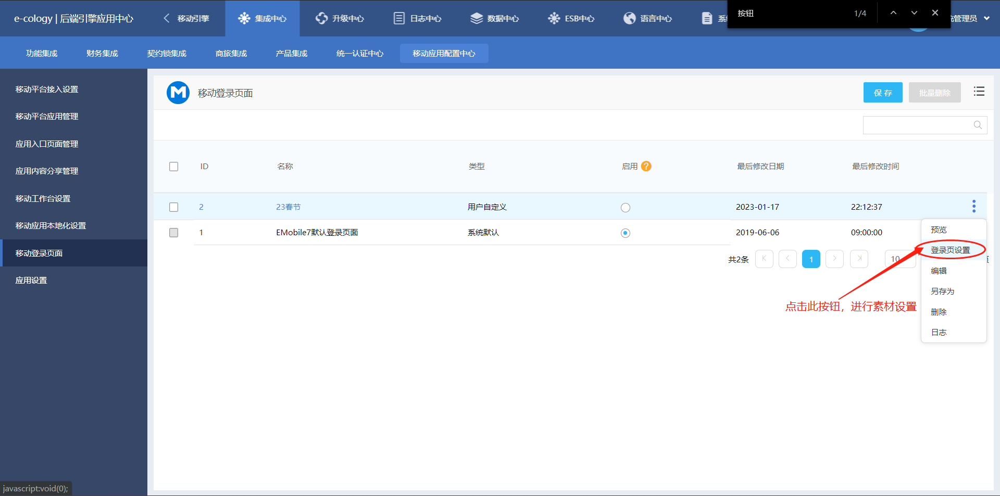 e-cology | 后端引擎应用中心
移动引擎
集成中心
升级中心
日志中心
数据中心
ESB中心
语言中心
按钮
1/4
管理员
功能集成
财务集成
契约锁集成
商旅集成
产品集成
统一认证中心
移动应用配置中心
移动平台接入设置
移动平台应用管理
应用入口页面管理
应用内容分享管理
移动工作台设置
移动应用本地化设置
移动登录页面
应用设置
M
移动登录页面
保 存
批量删除
ID
名称
类型
启用 ?
最后修改日期
最后修改时间
2
23春节
用户自定义
2023-01-17
22:12:37
1
EMobile7默认登录页面
系统默认
2019-06-06
09:00:00
共2条
1
10
预览
登录页设置
编辑
另存为
删除
日志
点击此按钮，进行素材设置
javascript:void(0);